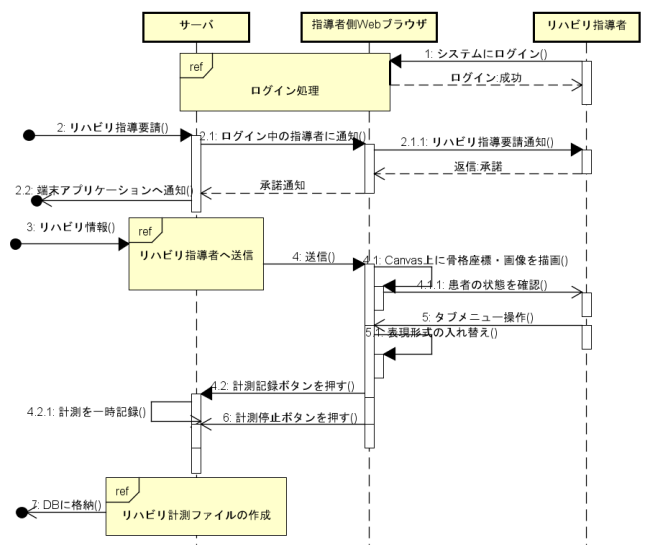 サーバ
指導者側Webブラウザ
リハビリ指導者
ref
ログイン処理
1: システムにログイン()
ログイン:成功
2: リハビリ指導要請()
2.1: ログイン中の指導者に通知()
2.1.1: リハビリ指導要請通知()
返信:承諾
承諾通知
2.2: 端末アプリケーションへ通知()
3: リハビリ情報()
ref
リハビリ指導者へ送信
4: 送信()
4.1: Canvas上に骨格座標・画像を描画()
4.1.1: 患者の状態を確認()
5: タブメニュー操作()
5.1: 表現形式の入れ替え()
4.2: 計測記録ボタンを押す()
4.2.1: 計測を一時記録()
6: 計測停止ボタンを押す()
ref
リハビリ計測ファイルの作成
7: DBに格納()